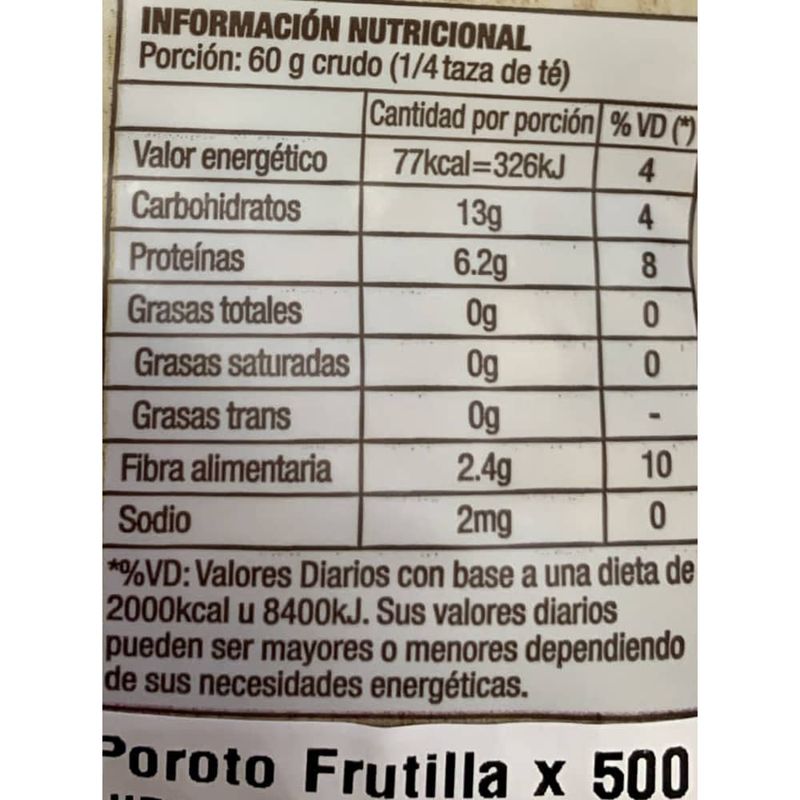 INFORMACIÓN NUTRICIONAL
Porción: 60 g crudo (1/4 taza de té)
Cantidad por porción % VD (*)
Valor energético 77kcal=326kJ 4
Carbohidratos 13g 4
Proteínas 6.2g 8
Grasas totales 0g 0
Grasas saturadas 0g 0
Grasas trans 0g -
Fibra alimentaria 2.4g 10
Sodio 2mg 0
*%VD: Valores Diarios con base a una dieta de
2000kcal u 8400kJ. Sus valores diarios
pueden ser mayores o menores dependiendo
de sus necesidades energéticas.
Poroto Frutilla x 500